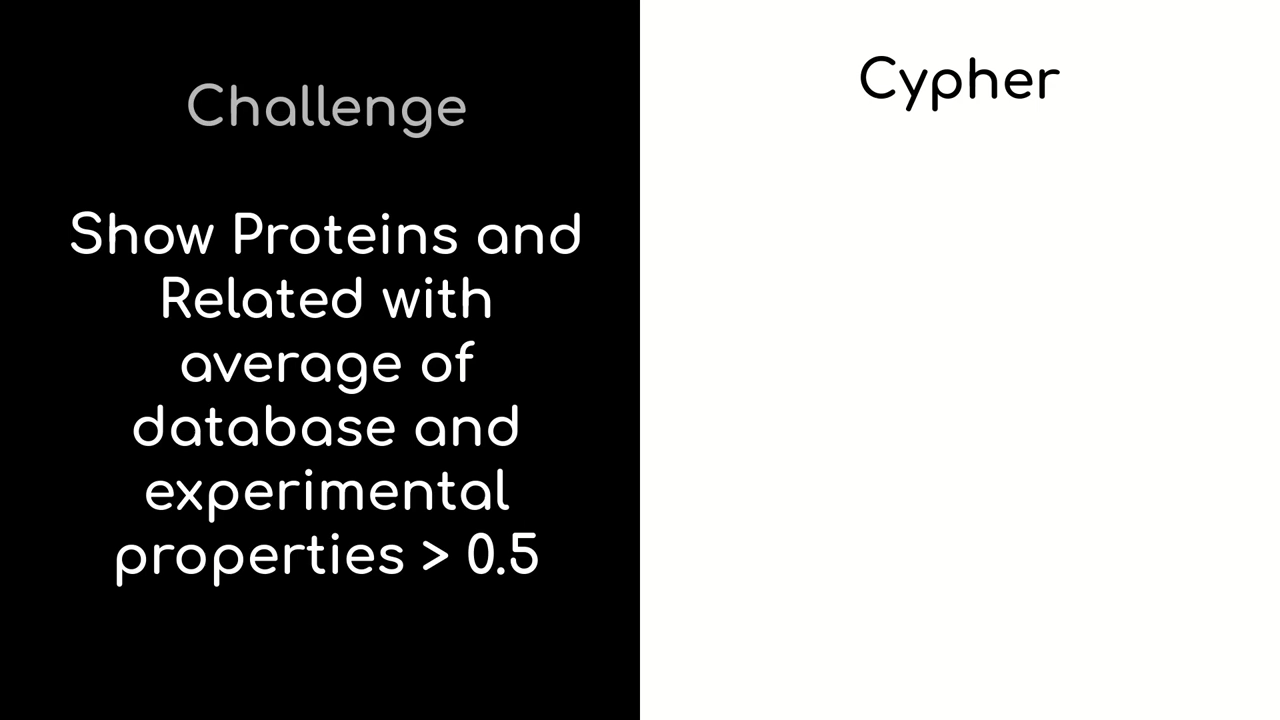 Challenge
Show Proteins and
Related with
average of
database and
experimental
properties > 0.5
Cypher